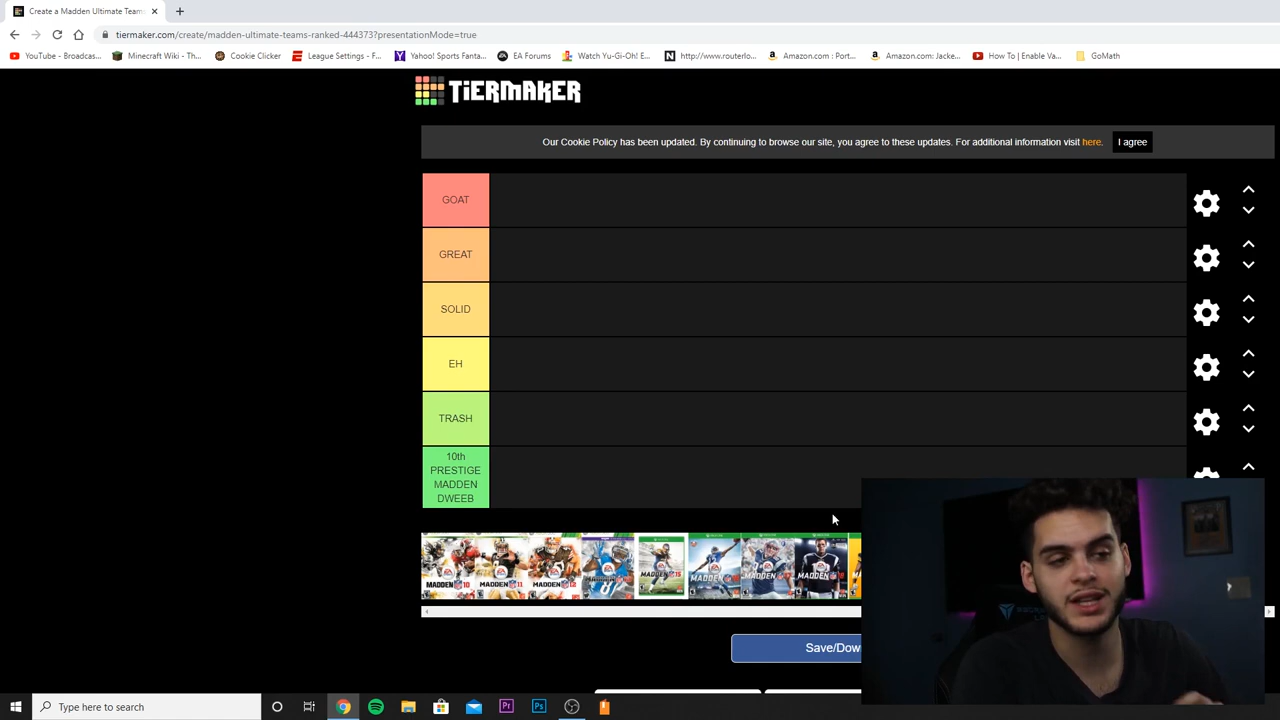 Create a Madden Ultimate Team
tiermaker.com/create/madden-ultimate-teams-ranked-444373?presentationMode=true
YouTube - Broadcas... Minecraft Wiki - Th... Cookie Clicker League Settings - F... Yahoo! Sports Fanta... EA Forums Watch Yu-Gi-Oh! E... http://www.routerlo... Amazon.com: Port... Amazon.com: Jacke... How To | Enable Va... GoMath
TiERMAKER
Our Cookie Policy has been updated. By continuing to browse our site, you agree to these updates. For additional information visit here. I agree
GOAT
GREAT
SOLID
EH
TRASH
10th
PRESTIGE
MADDEN
DWEEB
MADDEN 10 MADDEN 11 MADDEN 12 MADDEN 15 MADDEN MADDEN 17 MADDEN 18
Save/Dow
Type here to search